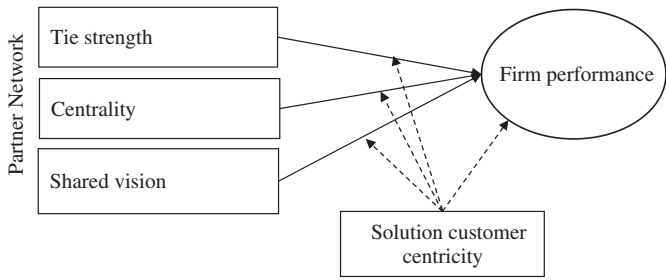 Partner Network
Tie strength
Centrality
Shared vision
Firm performance
Solution customer
centricity